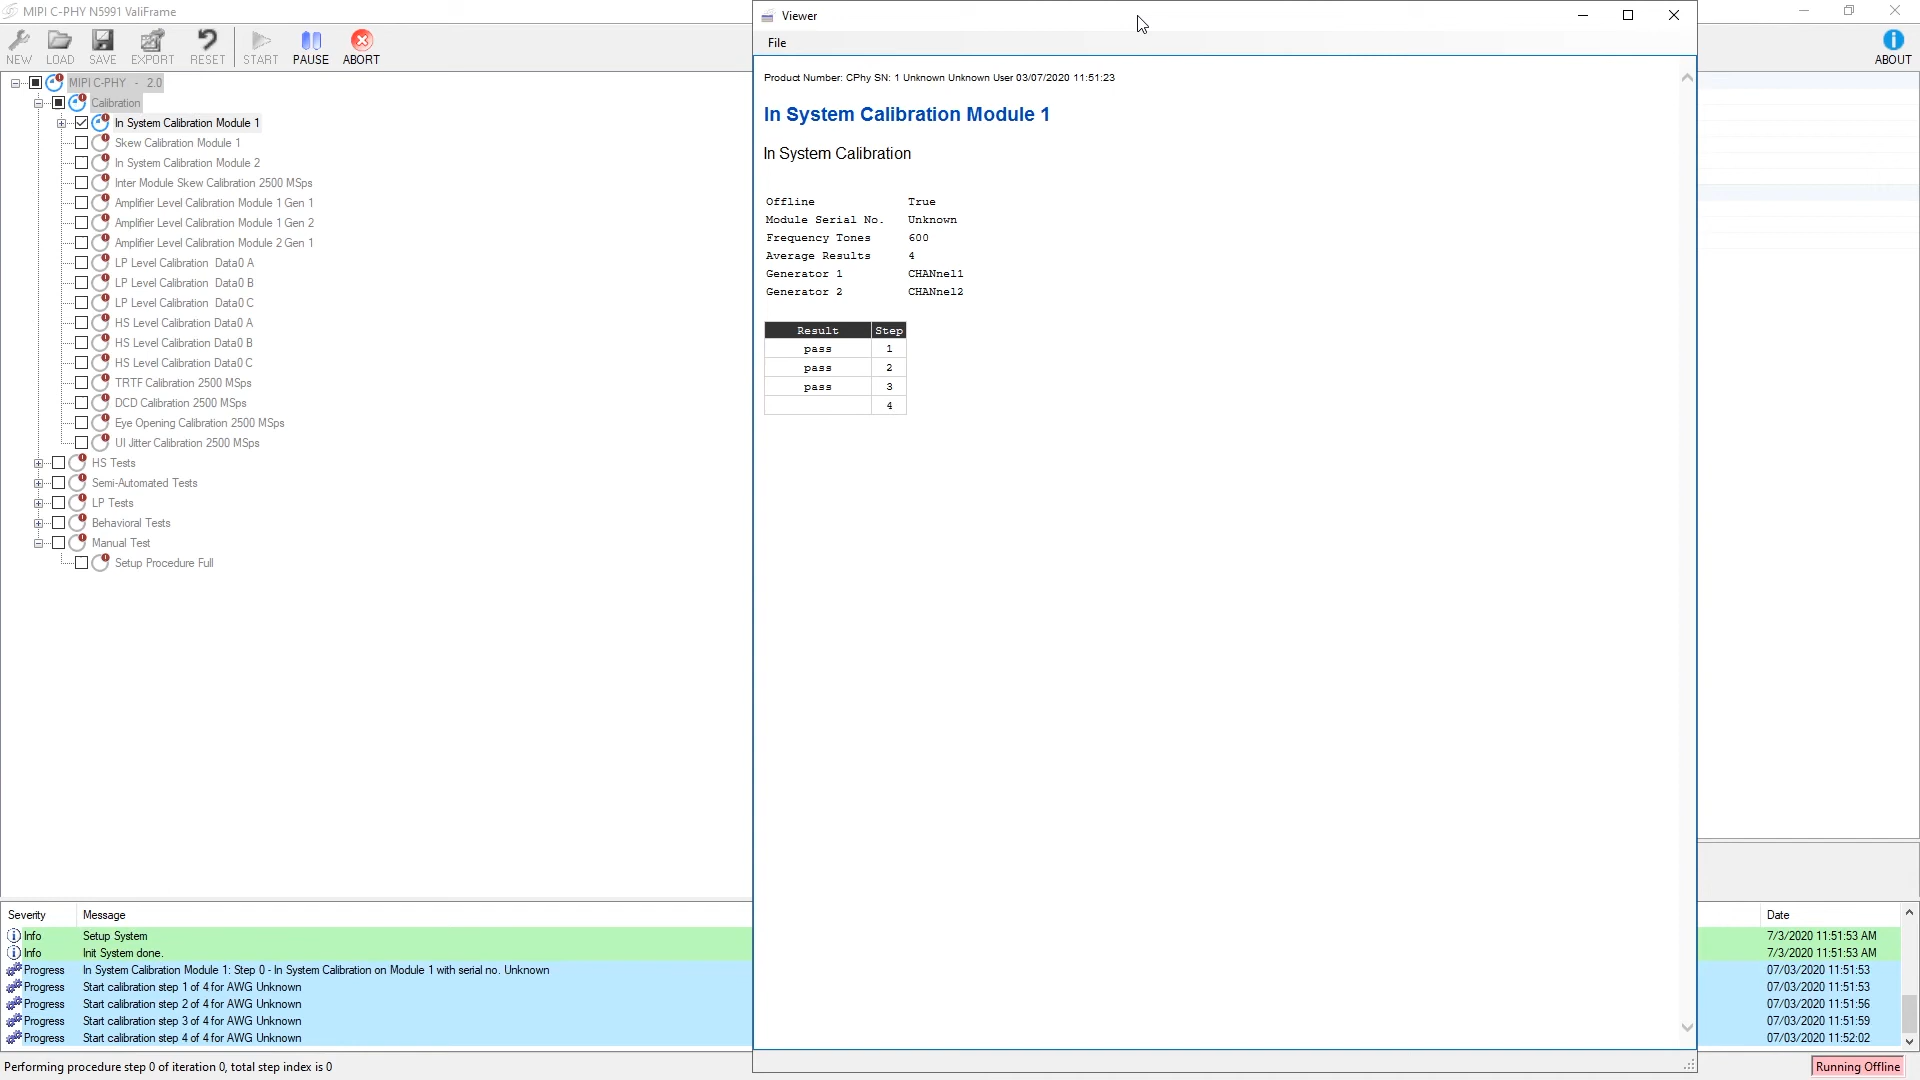 MIPI C-PHY N5991 ValiFrame
NEW LOAD SAVE EXPORT RESET START PAUSE ABORT
MIPI C-PHY - 2.0
Calibration
In System Calibration Module 1
Skew Calibration Module 1
In System Calibration Module 2
Inter Module Skew Calibration 2500 MSps
Amplifier Level Calibration Module 1 Gen 1
Amplifier Level Calibration Module 1 Gen 2
Amplifier Level Calibration Module 2 Gen 1
LP Level Calibration Data0 A
LP Level Calibration Data0 B
LP Level Calibration Data0 C
HS Level Calibration Data0 A
HS Level Calibration Data0 B
HS Level Calibration Data0 C
TRTF Calibration 2500 MSps
DCD Calibration 2500 MSps
Eye Opening Calibration 2500 MSps
UI Jitter Calibration 2500 MSps
HS Tests
Semi-Automated Tests
LP Tests
Behavioral Tests
Manual Test
Setup Procedure Full
Viewer
File
Product Number: CPhy SN: 1 Unknown Unknown User 03/07/2020 11:51:23
In System Calibration Module 1
In System Calibration
Offline True
Module Serial No. Unknown
Frequency Tones 600
Average Results 4
Generator 1 CHANnel1
Generator 2 CHANnel2
Result Step
pass 1
pass 2
pass 3
4
ABOUT
Severity Message Date
Info Setup System 7/3/2020 11:51:53 AM
Info Init System done. 7/3/2020 11:51:53 AM
Progress In System Calibration Module 1: Step 0 - In System Calibration on Module 1 with serial no. Unknown 07/03/2020 11:51:53
Progress Start calibration step 1 of 4 for AWG Unknown 07/03/2020 11:51:53
Progress Start calibration step 2 of 4 for AWG Unknown 07/03/2020 11:51:56
Progress Start calibration step 3 of 4 for AWG Unknown 07/03/2020 11:51:59
Progress Start calibration step 4 of 4 for AWG Unknown 07/03/2020 11:52:02
Performing procedure step 0 of iteration 0, total step index is 0
Running Offline